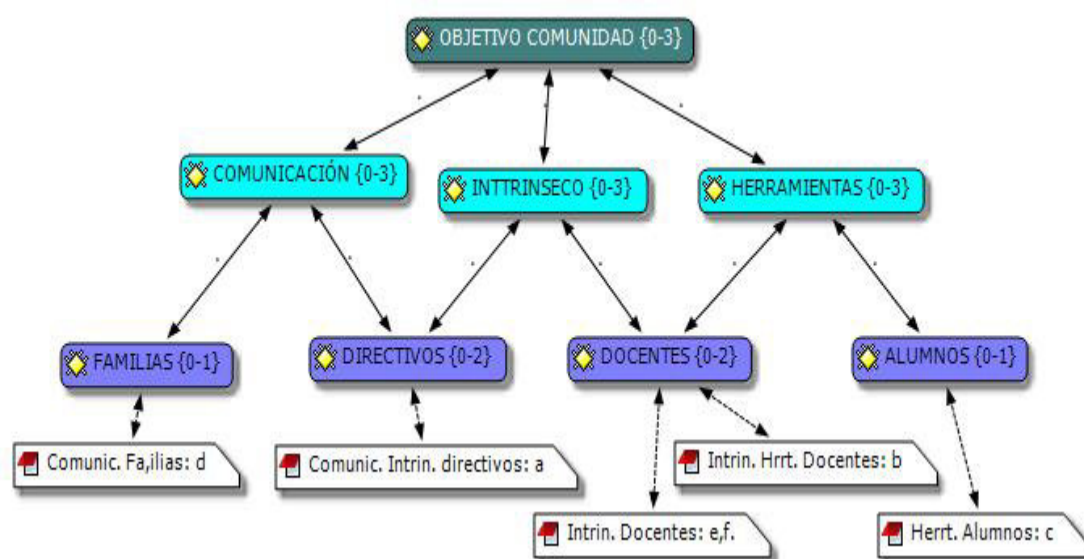 OBJETIVO COMUNIDAD {0-3}
COMUNICACIÓN {0-3}
INTTRINSECO {0-3}
HERRAMIENTAS {0-3}
FAMILIAS {0-1}
DIRECTIVOS {0-2}
DOCENTES {0-2}
ALUMNOS {0-1}
Comunic. Fa,ilias: d
Comunic. Intrin. directivos: a
Intrin. Hrrt. Docentes: b
Intrin. Docentes: e,f.
Herrt. Alumnos: c